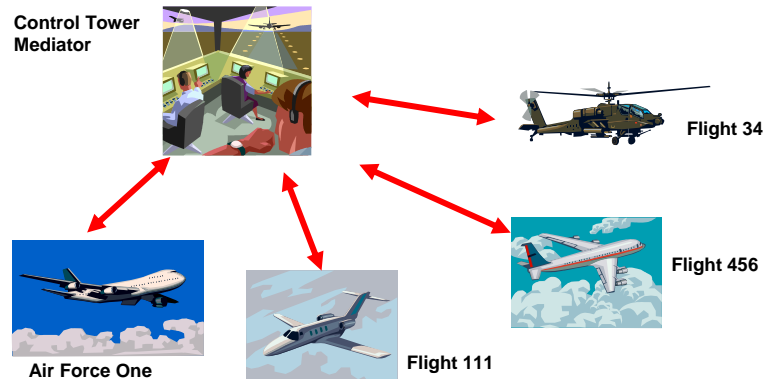 Control Tower
Mediator
Flight 34
Flight 456
Flight 111
Air Force One